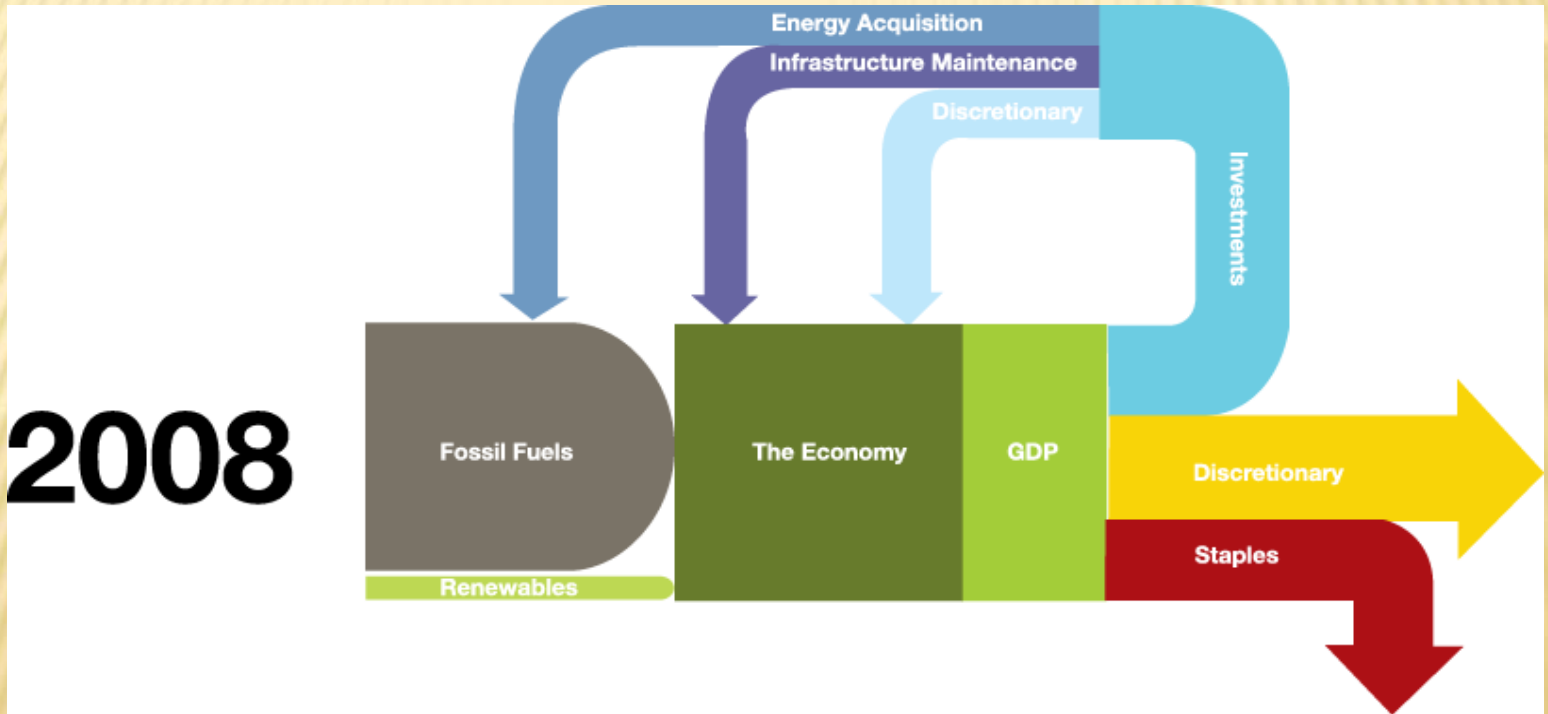 Energy Acquisition
Infrastructure Maintenance
Discretionary
Investments
2008
Fossil Fuels
The Economy
GDP
Discretionary
Staples
Renewables